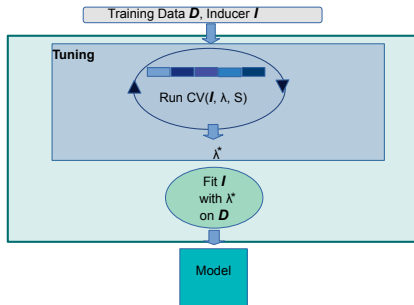 Training Data D, Inducer I
Tuning
Run CV(I, λ, S)
λ*
Fit I
with λ*
on D
Model